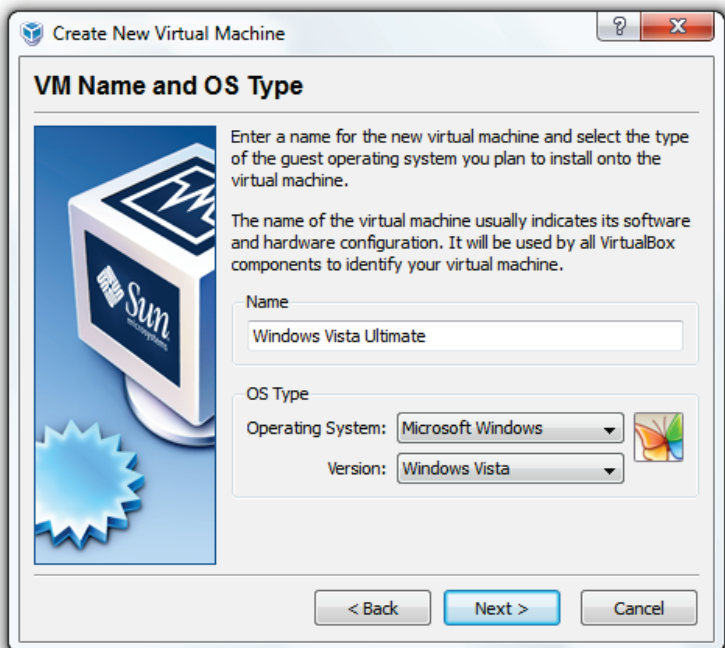 Create New Virtual Machine
VM Name and OS Type
Enter a name for the new virtual machine and select the type
of the guest operating system you plan to install onto the
virtual machine.
The name of the virtual machine usually indicates its software
and hardware configuration. It will be used by all VirtualBox
components to identify your virtual machine.
Sun
microsystems
Name
Windows Vista Ultimate
OS Type
Operating System: Microsoft Windows
Version: Windows Vista
< Back Next > Cancel